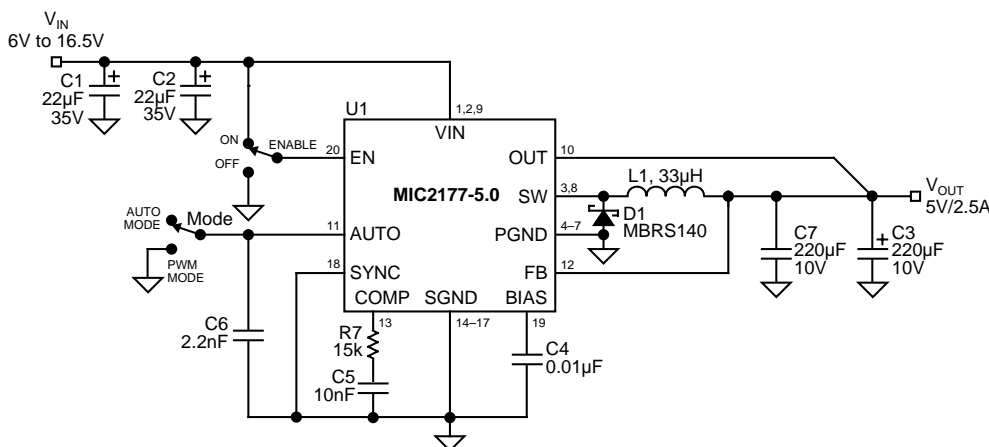 V_IN
6V to 16.5V
C1
22µF
35V
C2
22µF
35V
U1
1,2,9
VIN
ON
OFF
ENABLE
20
EN
OUT
10
MIC2177-5.0
SW
3,8
L1, 33µH
V_OUT
5V/2.5A
AUTO
MODE
Mode
PWM
MODE
11
AUTO
PGND
4–7
D1
MBRS140
C7
220µF
10V
C3
220µF
10V
18
SYNC
FB
12
COMP
SGND
BIAS
13
14–17
19
C6
2.2nF
R7
15k
C5
10nF
C4
0.01µF